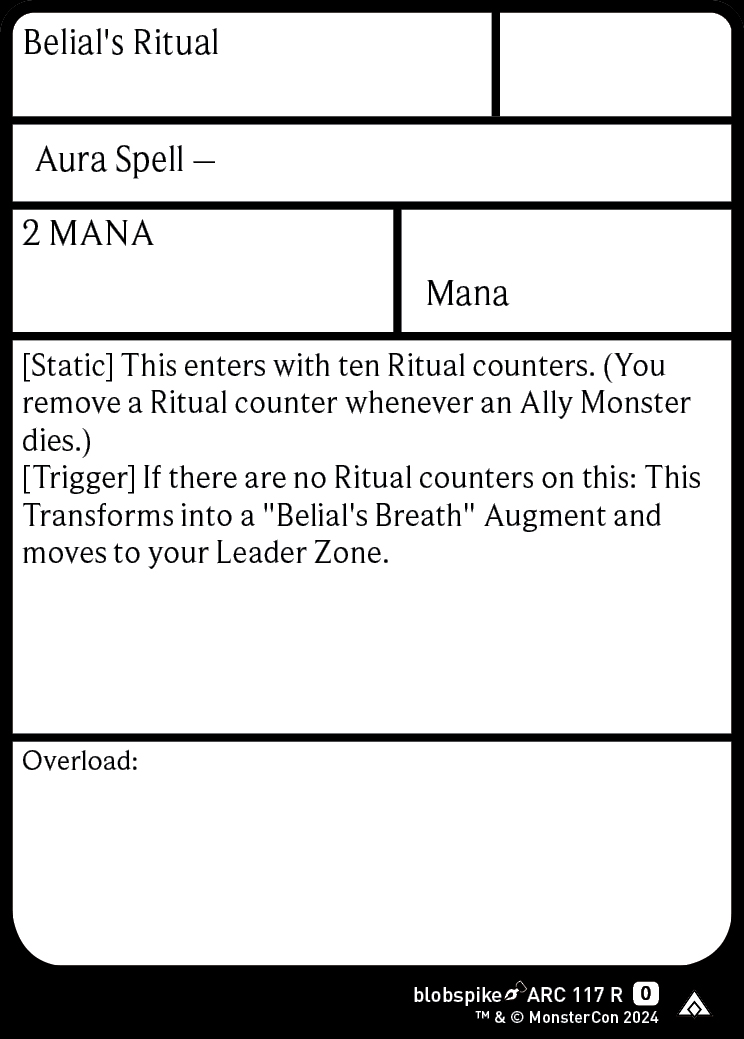 Belial's Ritual
Aura Spell –
2 MANA
Mana
[Static] This enters with ten Ritual counters. (You
remove a Ritual counter whenever an Ally Monster
dies.)
[Trigger] If there are no Ritual counters on this: This
Transforms into a "Belial's Breath" Augment and
moves to your Leader Zone.
Overload:
blobspike ARC 117 R 0
™ & © MonsterCon 2024